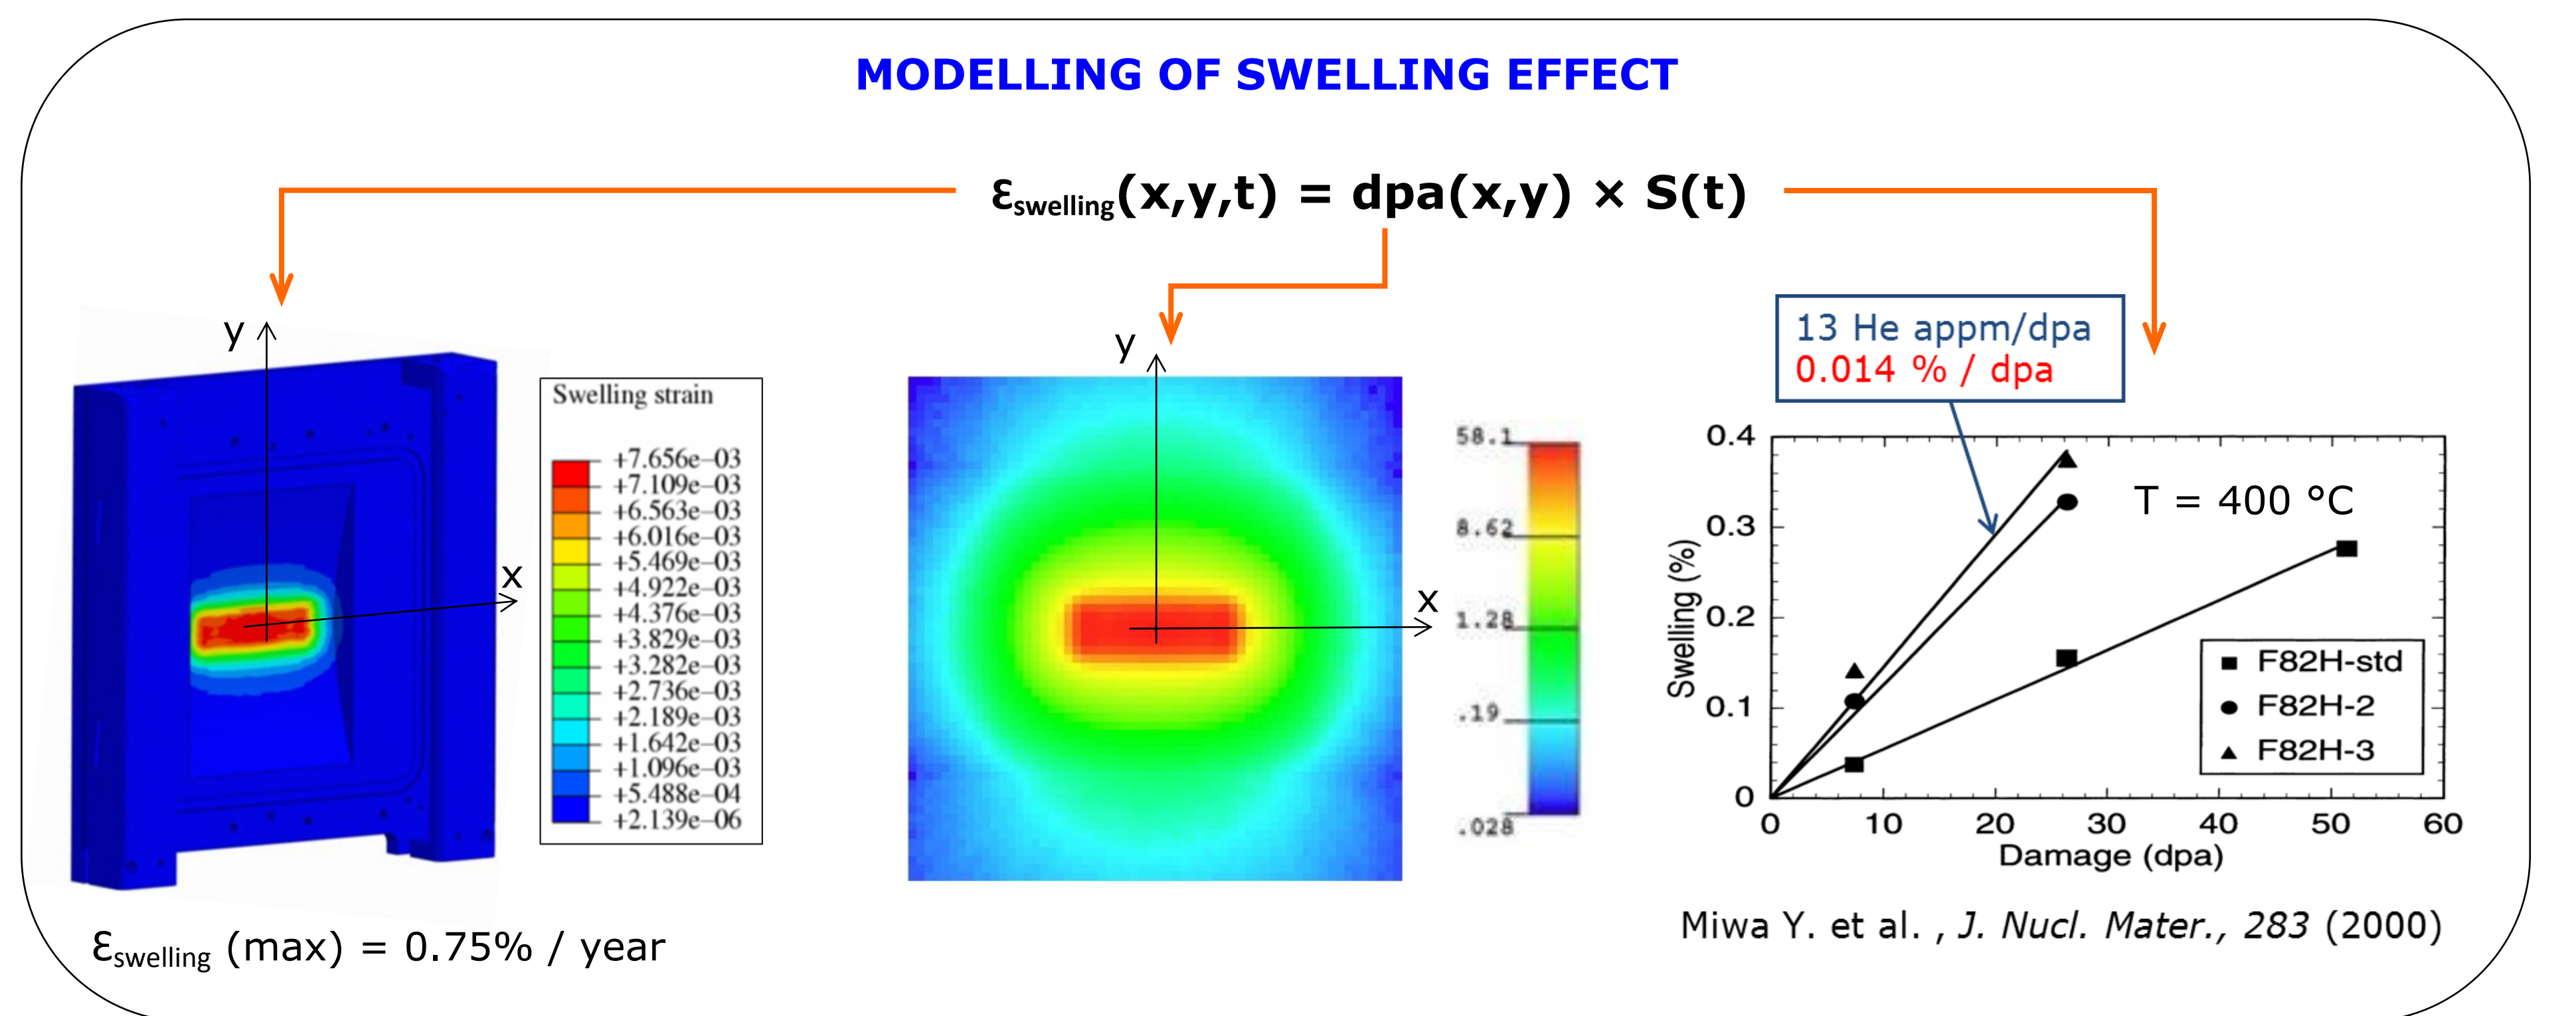 MODELLING OF SWELLING EFFECT
Ɛswelling(x,y,t) = dpa(x,y) × S(t)
y
x
Swelling strain
+7.656e−03
+7.109e−03
+6.563e−03
+6.016e−03
+5.469e−03
+4.922e−03
+4.376e−03
+3.829e−03
+3.282e−03
+2.736e−03
+2.189e−03
+1.642e−03
+1.096e−03
+5.488e−04
+2.139e−06
Ɛswelling (max) = 0.75% / year
y
x
58.1
8.62
1.28
.19
.028
13 He appm/dpa
0.014 % / dpa
T = 400 °C
Swelling (%)
0.4
0.3
0.2
0.1
0
F82H-std
F82H-2
F82H-3
0 10 20 30 40 50 60
Damage (dpa)
Miwa Y. et al. , J. Nucl. Mater., 283 (2000)